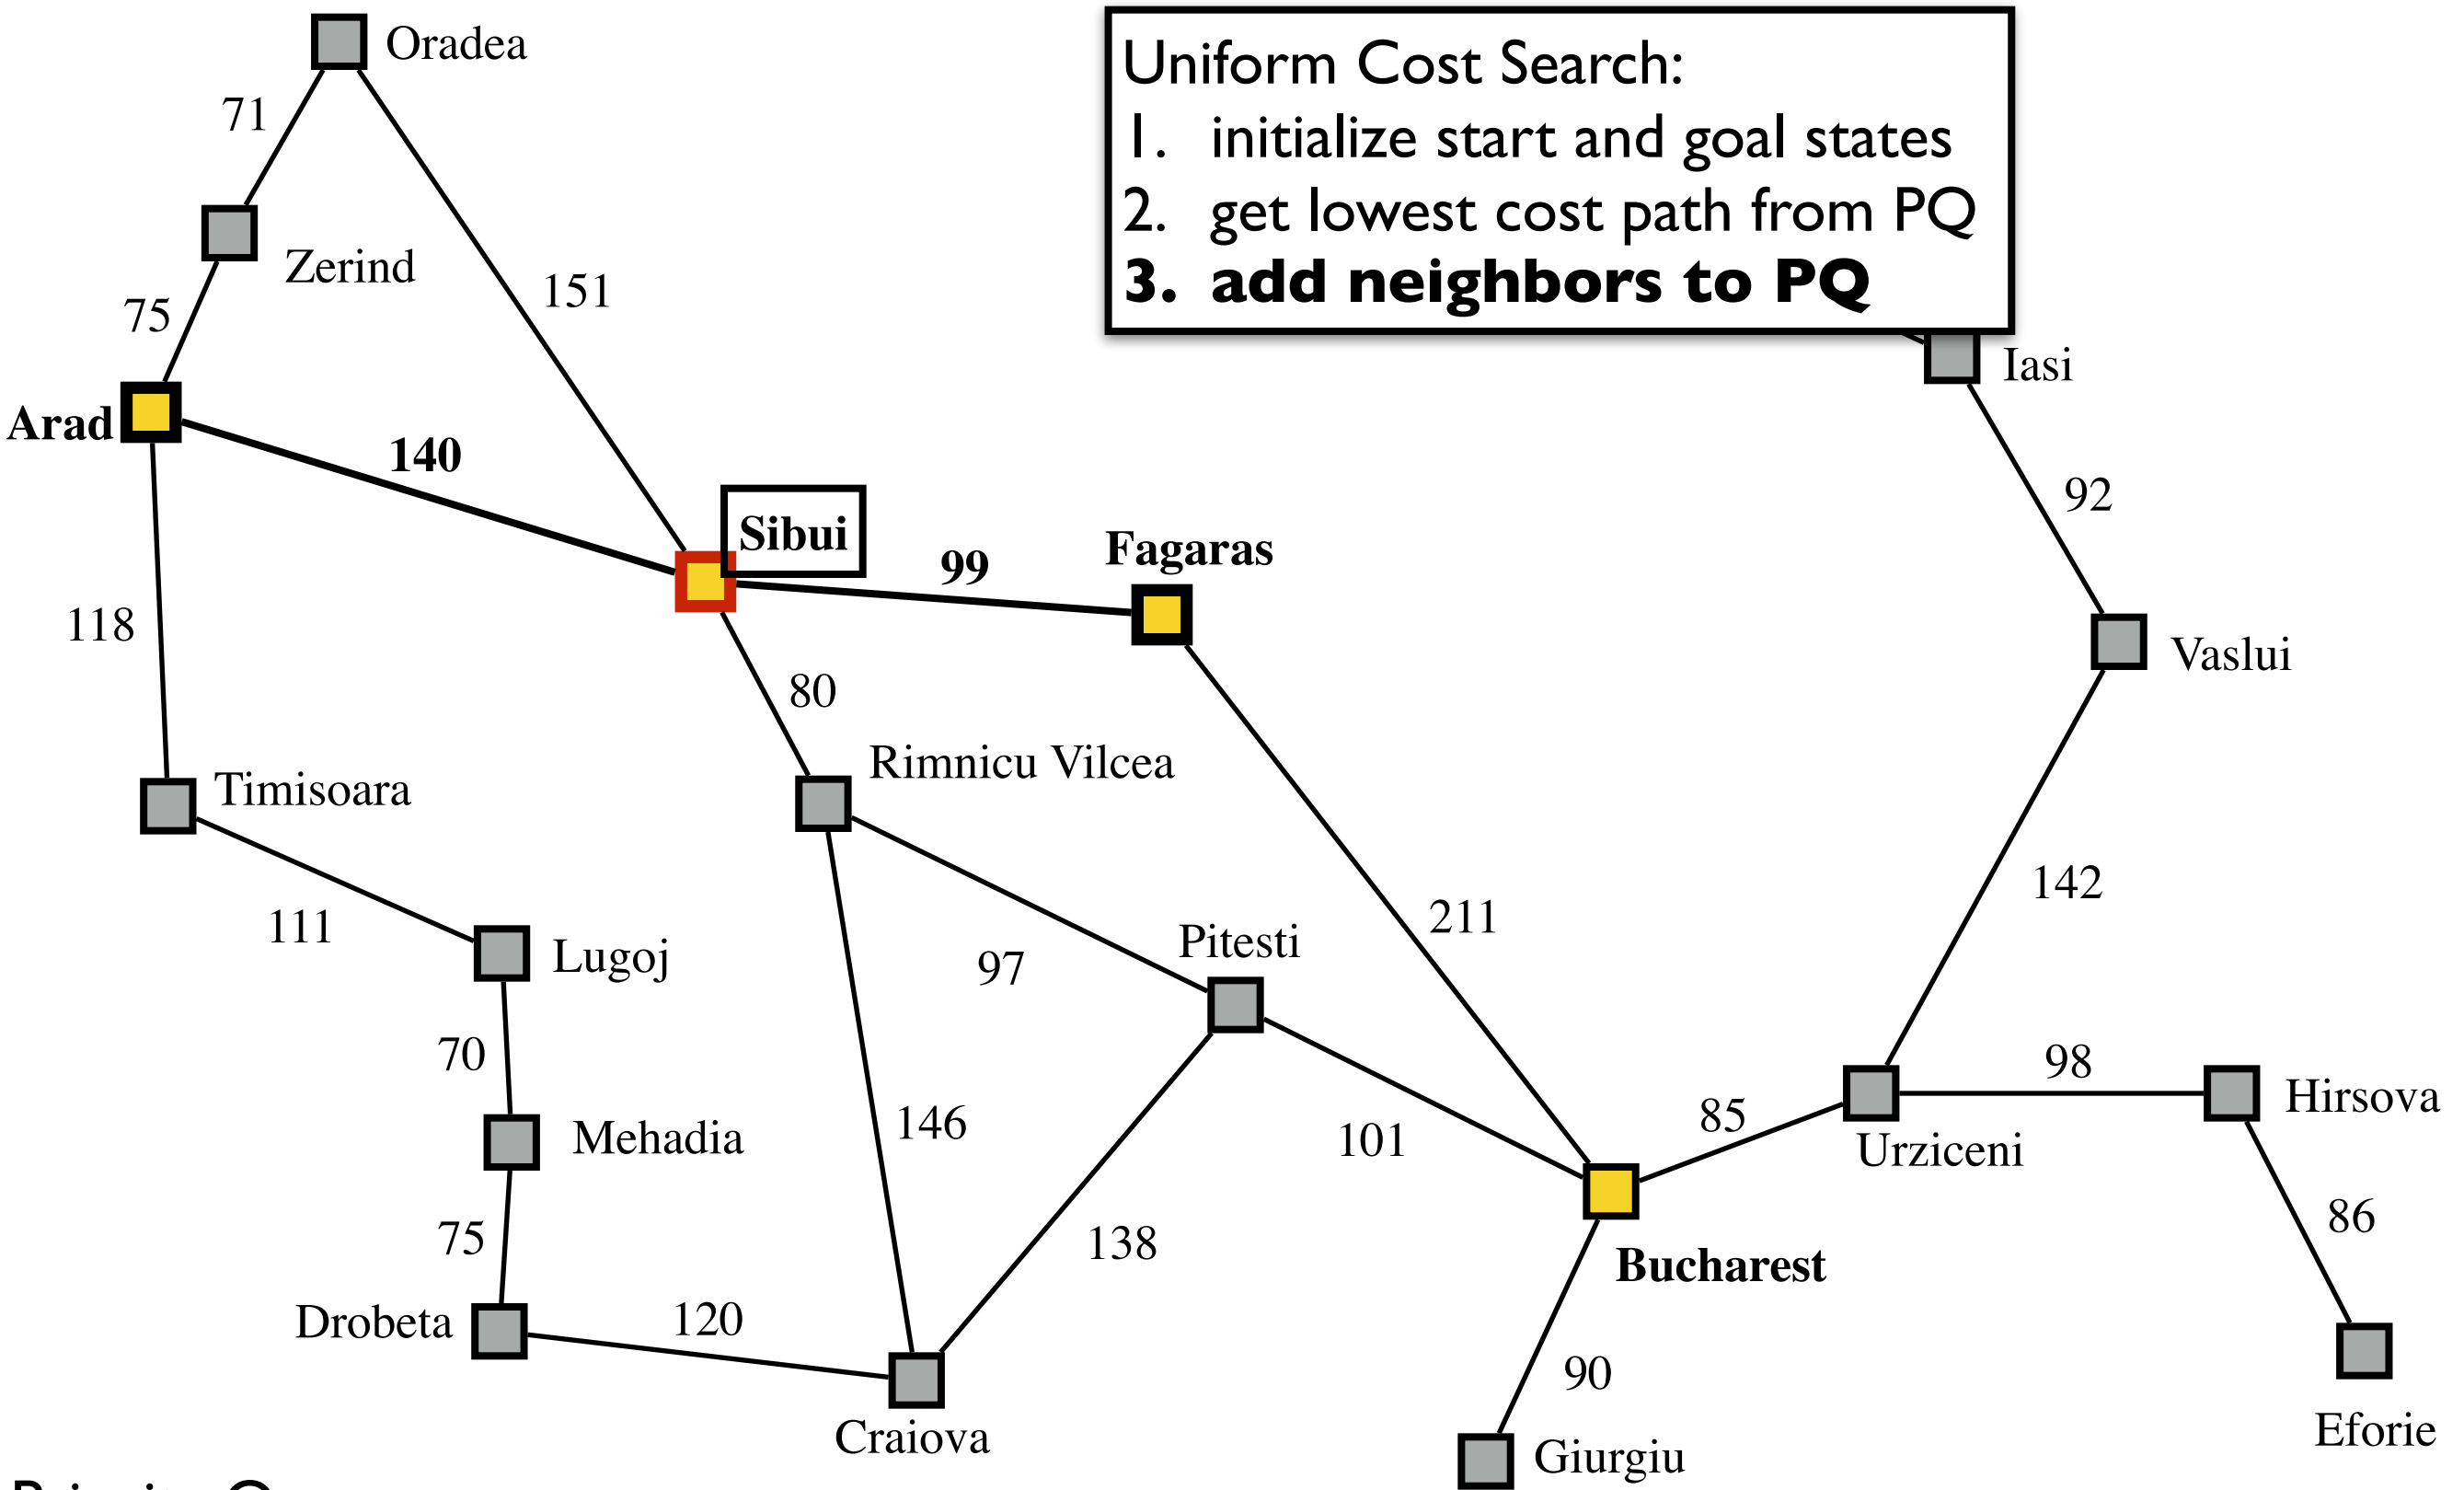 Oradea
Uniform Cost Search:
1. initialize start and goal states
2. get lowest cost path from PQ
3. add neighbors to PQ
71
Zerind
151
75
Iasi
Arad
140
92
Sibui
Fagaras
99
118
Vaslui
80
Rimnicu Vilcea
Timisoara
142
211
111
Pitesti
Lugoj
97
70
98
Hirsova
146
85
Mehadia
101
Urziceni
86
75
138
Bucharest
Drobeta
120
90
Craiova
Eforie
Giurgiu